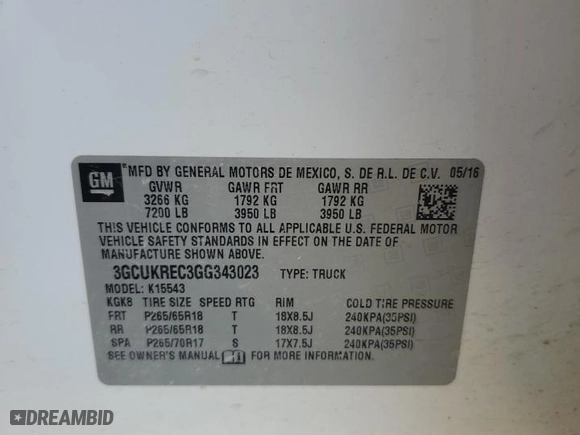 GM
MFD BY GENERAL MOTORS DE MEXICO, S. DE R.L. DE C.V. 05/16
GVWR GAWR FRT GAWR RR
3266 KG 1792 KG 1792 KG
7200 LB 3950 LB 3950 LB
THIS VEHICLE CONFORMS TO ALL APPLICABLE U.S. FEDERAL MOTOR
VEHICLE SAFETY STANDARDS IN EFFECT ON THE DATE OF
MANUFACTURE SHOWN ABOVE.
3GCUKREC3GG343023 TYPE: TRUCK
MODEL: K15543
KGK8 TIRE SIZE SPEED RTG RIM COLD TIRE PRESSURE
FRT P265/65R18 T 18X8.5J 240KPA(35PSI)
RR P265/65R18 T 18X8.5J 240KPA(35PSI)
SPA P265/70R17 S 17X7.5J 240KPA(35PSI)
SEE OWNER'S MANUAL FOR ADDITIONAL INFORMATION.
DREAMBID